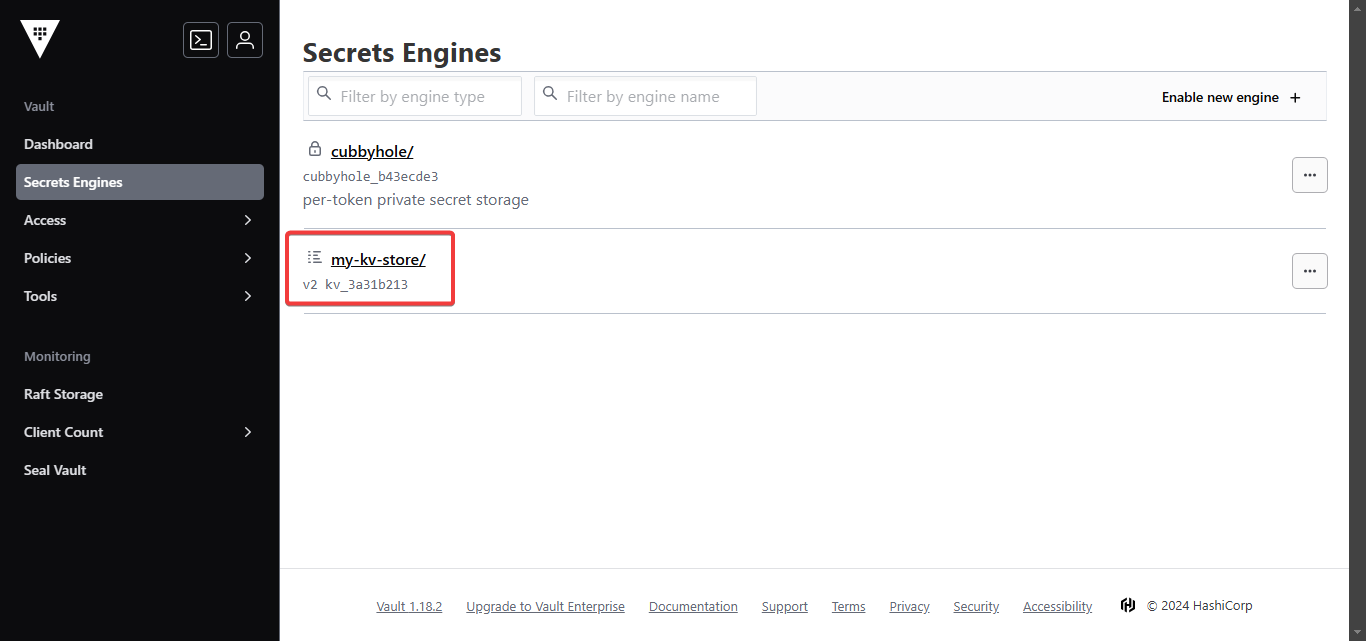 Vault
Dashboard
Secrets Engines
Access
Policies
Tools
Monitoring
Raft Storage
Client Count
Seal Vault
Secrets Engines
Filter by engine type
Filter by engine name
Enable new engine +
cubbyhole/
cubbyhole_b43ecde3
per-token private secret storage
my-kv-store/
v2 kv_3a31b213
Vault 1.18.2 Upgrade to Vault Enterprise Documentation Support Terms Privacy Security Accessibility © 2024 HashiCorp